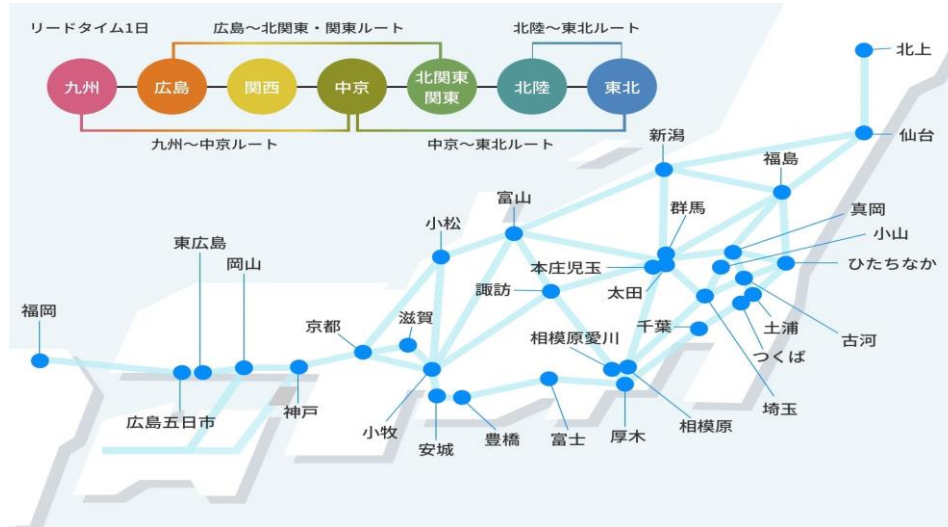 リードタイム1日
広島～北関東・関東ルート
北陸～東北ルート
九州
広島
関西
中京
北関東
関東
北陸
東北
九州～中京ルート
中京～東北ルート
北上
仙台
新潟
福島
富山
群馬
真岡
小松
小山
東広島
本庄児玉
ひたちなか
岡山
諏訪
太田
福岡
京都
滋賀
千葉
土浦
相模原愛川
古河
つくば
広島五日市
神戸
小牧
安城
豊橋
富士
厚木
相模原
埼玉